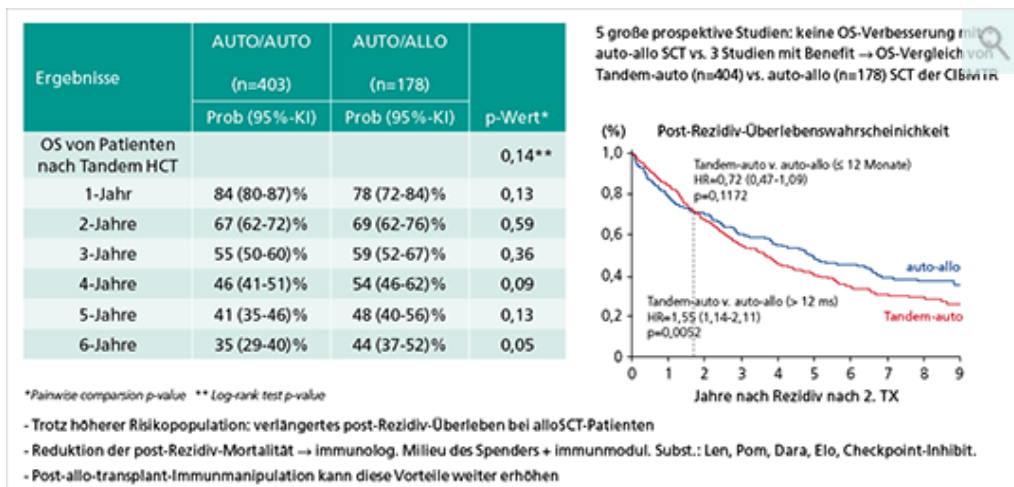 Ergebnisse
AUTO/AUTO
(n=403)
Prob (95%-KI)
AUTO/ALLO
(n=178)
Prob (95%-KI)
p-Wert*
OS von Patienten
nach Tandem HCT
0,14**
1-Jahr 84 (80-87)% 78 (72-84)% 0,13
2-Jahre 67 (62-72)% 69 (62-76)% 0,59
3-Jahre 55 (50-60)% 59 (52-67)% 0,36
4-Jahre 46 (41-51)% 54 (46-62)% 0,09
5-Jahre 41 (35-46)% 48 (40-56)% 0,13
6-Jahre 35 (29-40)% 44 (37-52)% 0,05
*Pairwise comparsion p-value ** Log-rank test p-value
5 große prospektive Studien: keine OS-Verbesserung mit
auto-allo SCT vs. 3 Studien mit Benefit → OS-Vergleich von
Tandem-auto (n=404) vs. auto-allo (n=178) SCT der CIBMTR
(%) Post-Rezidiv-Überlebenswahrscheinichkeit
1,0
0,8
0,6
0,4
0,2
0
Tandem-auto v. auto-allo (≤ 12 Monate)
HR=0,72 (0,47-1,09)
p=0,1172
auto-allo
Tandem-auto
Tandem-auto v. auto-allo (> 12 ms)
HR=1,55 (1,14-2,11)
p=0,0052
0 1 2 3 4 5 6 7 8 9
Jahre nach Rezidiv nach 2. TX
- Trotz höherer Risikopopulation: verlängertes post-Rezidiv-Überleben bei alloSCT-Patienten
- Reduktion der post-Rezidiv-Mortalität → immunolog. Milieu des Spenders + immunmodul. Subst.: Len, Pom, Dara, Elo, Checkpoint-Inhibit.
- Post-allo-transplant-Immunmanipulation kann diese Vorteile weiter erhöhen